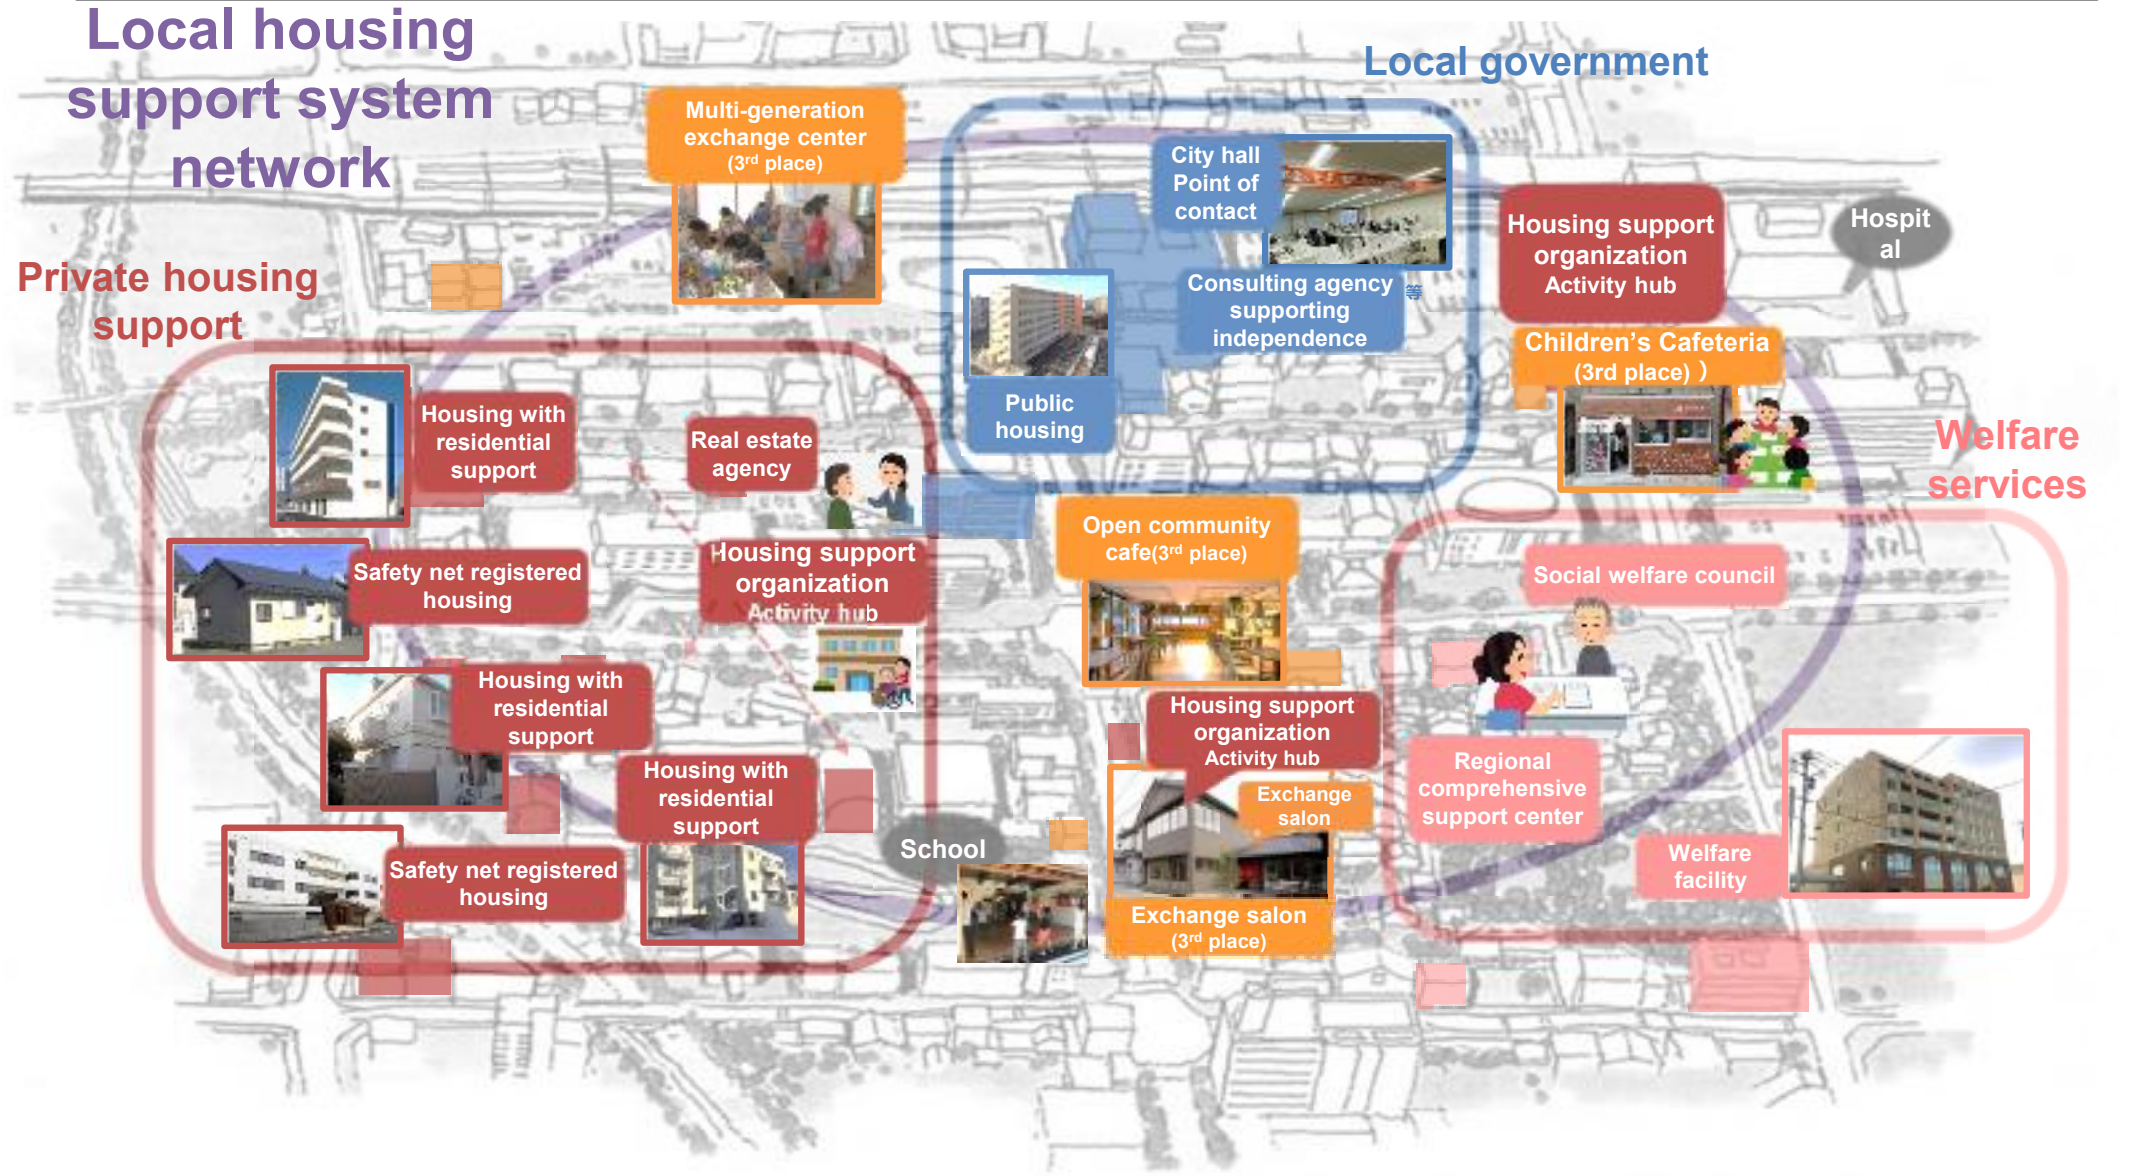 Local housing
support system
network
Local government
Multi-generation
exchange center
(3rd place)
City hall
Point of
contact
Housing support
organization
Activity hub
Hospit
al
Private housing
support
Consulting agency
supporting
independence
等
Children's Cafeteria
(3rd place) )
Public
housing
Housing with
residential
support
Real estate
agency
Welfare
services
Open community
cafe(3rd place)
Safety net registered
housing
Housing support
organization
Activity hub
Social welfare council
Housing with
residential
support
Housing support
organization
Activity hub
Regional
comprehensive
support center
Housing with
residential
support
Exchange
salon
School
Welfare
facility
Safety net registered
housing
Exchange salon
(3rd place)